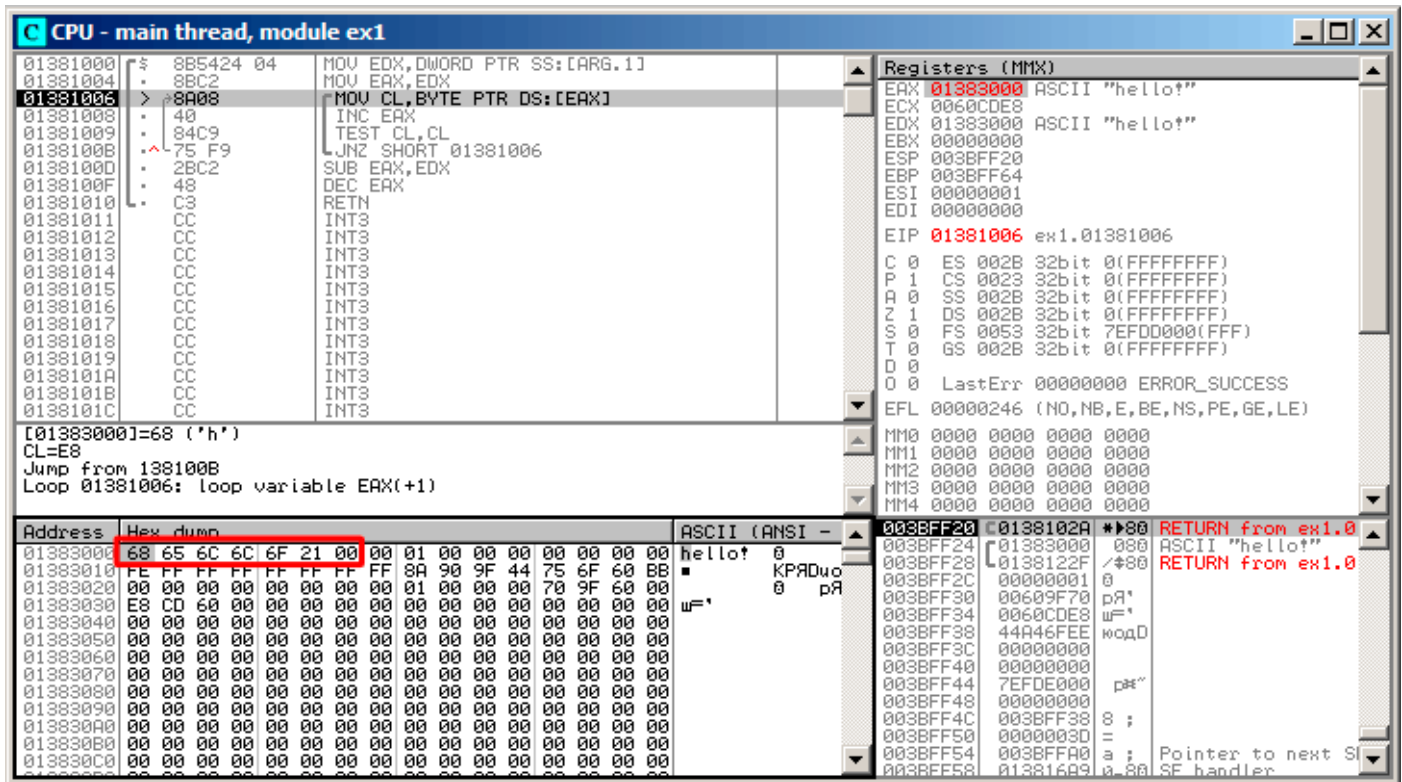 CPU - main thread, module ex1
01381000 $ 8B5424 04 MOV EDX,DWORD PTR SS:[ARG.1]
01381004 . 8BC2 MOV EAX,EDX
01381006 > 8A08 MOV CL,BYTE PTR DS:[EAX]
01381008 . 40 INC EAX
01381009 . 84C9 TEST CL,CL
0138100B .^ 75 F9 JNZ SHORT 01381006
0138100D . 2BC2 SUB EAX,EDX
0138100F . 48 DEC EAX
01381010 . C3 RETN
01381011 CC INT3
01381012 CC INT3
01381013 CC INT3
01381014 CC INT3
01381015 CC INT3
01381016 CC INT3
01381017 CC INT3
01381018 CC INT3
01381019 CC INT3
0138101A CC INT3
0138101B CC INT3
0138101C CC INT3
[01383000]=68 ('h')
CL=E8
Jump from 138100B
Loop 01381006: loop variable EAX(+1)
Registers (MMX)
EAX 01383000 ASCII "hello!"
ECX 0060CDE8
EDX 01383000 ASCII "hello!"
EBX 00000000
ESP 003BFF20
EBP 003BFF64
ESI 00000001
EDI 00000000
EIP 01381006 ex1.01381006
C 0 ES 002B 32bit 0(FFFFFFFF)
P 1 CS 0023 32bit 0(FFFFFFFF)
A 0 SS 002B 32bit 0(FFFFFFFF)
Z 1 DS 002B 32bit 0(FFFFFFFF)
S 0 FS 0053 32bit 7EFDD000(FFF)
T 0 GS 002B 32bit 0(FFFFFFFF)
D 0
O 0 LastErr 00000000 ERROR_SUCCESS
EFL 00000246 (NO,NB,E,BE,NS,PE,GE,LE)
MM0 0000 0000 0000 0000
MM1 0000 0000 0000 0000
MM2 0000 0000 0000 0000
MM3 0000 0000 0000 0000
MM4 0000 0000 0000 0000
Address Hex dump ASCII (ANSI -
01383000 68 65 6C 6C 6F 21 00 00 01 00 00 00 00 00 00 00 hello! 0
01383010 FE FF FF FF FF FF FF FF 8A 90 9F 44 75 6F 60 BB ■ КРЯDuo
01383020 00 00 00 00 00 00 00 00 01 00 00 00 70 9F 60 00 0 pЯ
01383030 E8 CD 60 00 00 00 00 00 00 00 00 00 00 00 00 00 ш='
01383040 00 00 00 00 00 00 00 00 00 00 00 00 00 00 00 00
01383050 00 00 00 00 00 00 00 00 00 00 00 00 00 00 00 00
01383060 00 00 00 00 00 00 00 00 00 00 00 00 00 00 00 00
01383070 00 00 00 00 00 00 00 00 00 00 00 00 00 00 00 00
01383080 00 00 00 00 00 00 00 00 00 00 00 00 00 00 00 00
01383090 00 00 00 00 00 00 00 00 00 00 00 00 00 00 00 00
013830A0 00 00 00 00 00 00 00 00 00 00 00 00 00 00 00 00
013830B0 00 00 00 00 00 00 00 00 00 00 00 00 00 00 00 00
013830C0 00 00 00 00 00 00 00 00 00 00 00 00 00 00 00 00
003BFF20 0138102A *►80 RETURN from ex1.0
003BFF24 01383000 080 ASCII "hello!"
003BFF28 0138122F /‡80 RETURN from ex1.0
003BFF2C 00000001 0
003BFF30 00609F70 pЯ'
003BFF34 0060CDE8 ш='
003BFF38 44A46FEE юодD
003BFF3C 00000000
003BFF40 00000000
003BFF44 7EFDE000
003BFF48 00000000
003BFF4C 003BFF38 8 ;
003BFF50 0000003D =
003BFF54 003BFFA0 а ; Pointer to next S
003BFF58 013816A9 SE handler